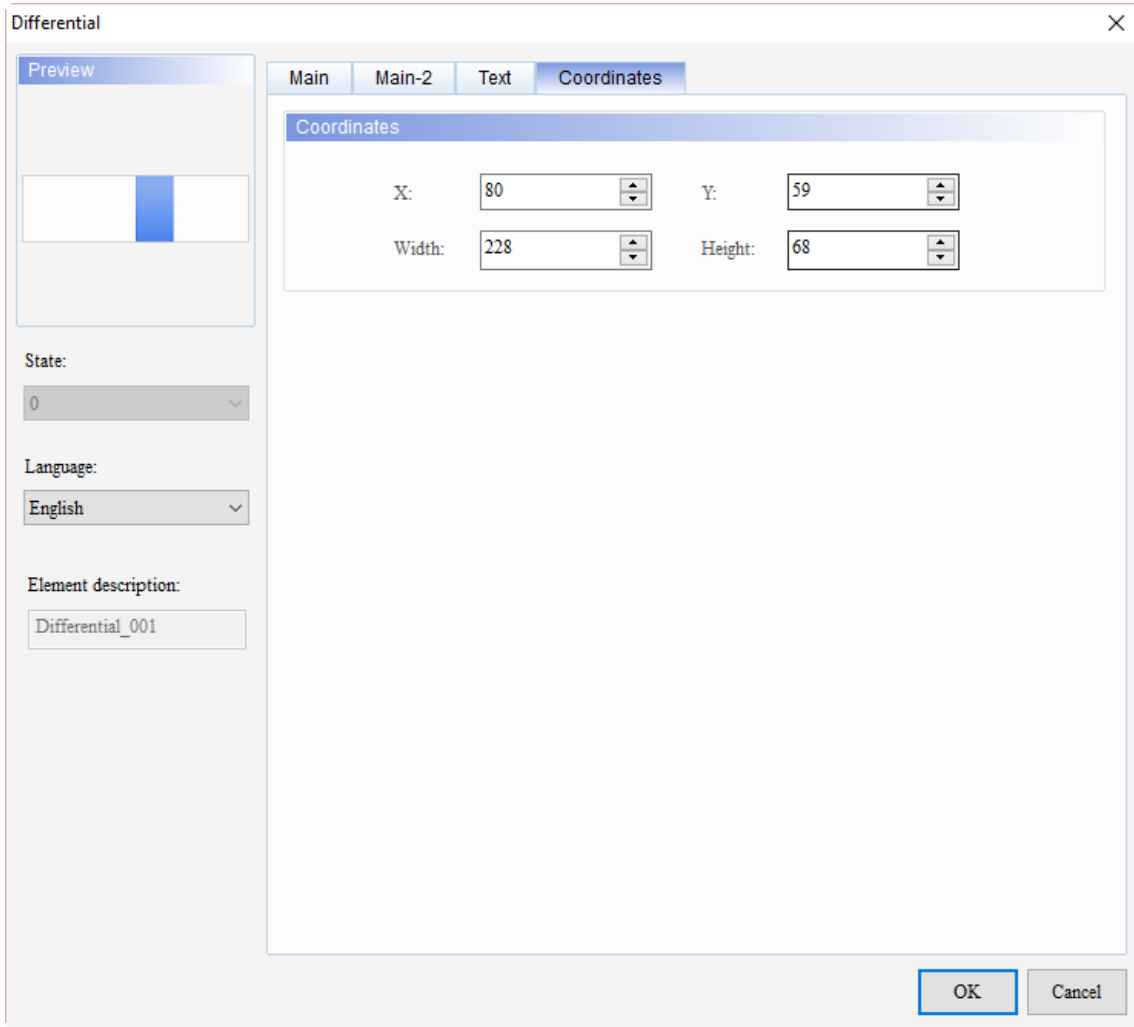 Differential
Preview
Main Main-2 Text Coordinates
Coordinates
X: 80 Y: 59
Width: 228 Height: 68
State:
0
Language:
English
Element description:
Differential_001
OK Cancel